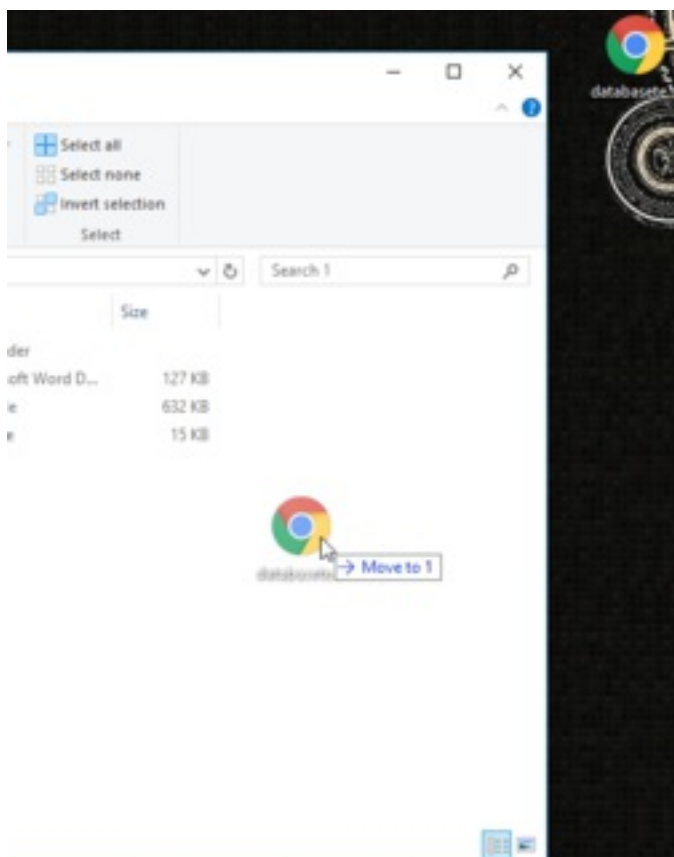 databasete
Select all
Select none
Invert selection
Select
Search 1
Size
der
oft Word D... 127 KB
e 632 KB
e 15 KB
→ Move to 1